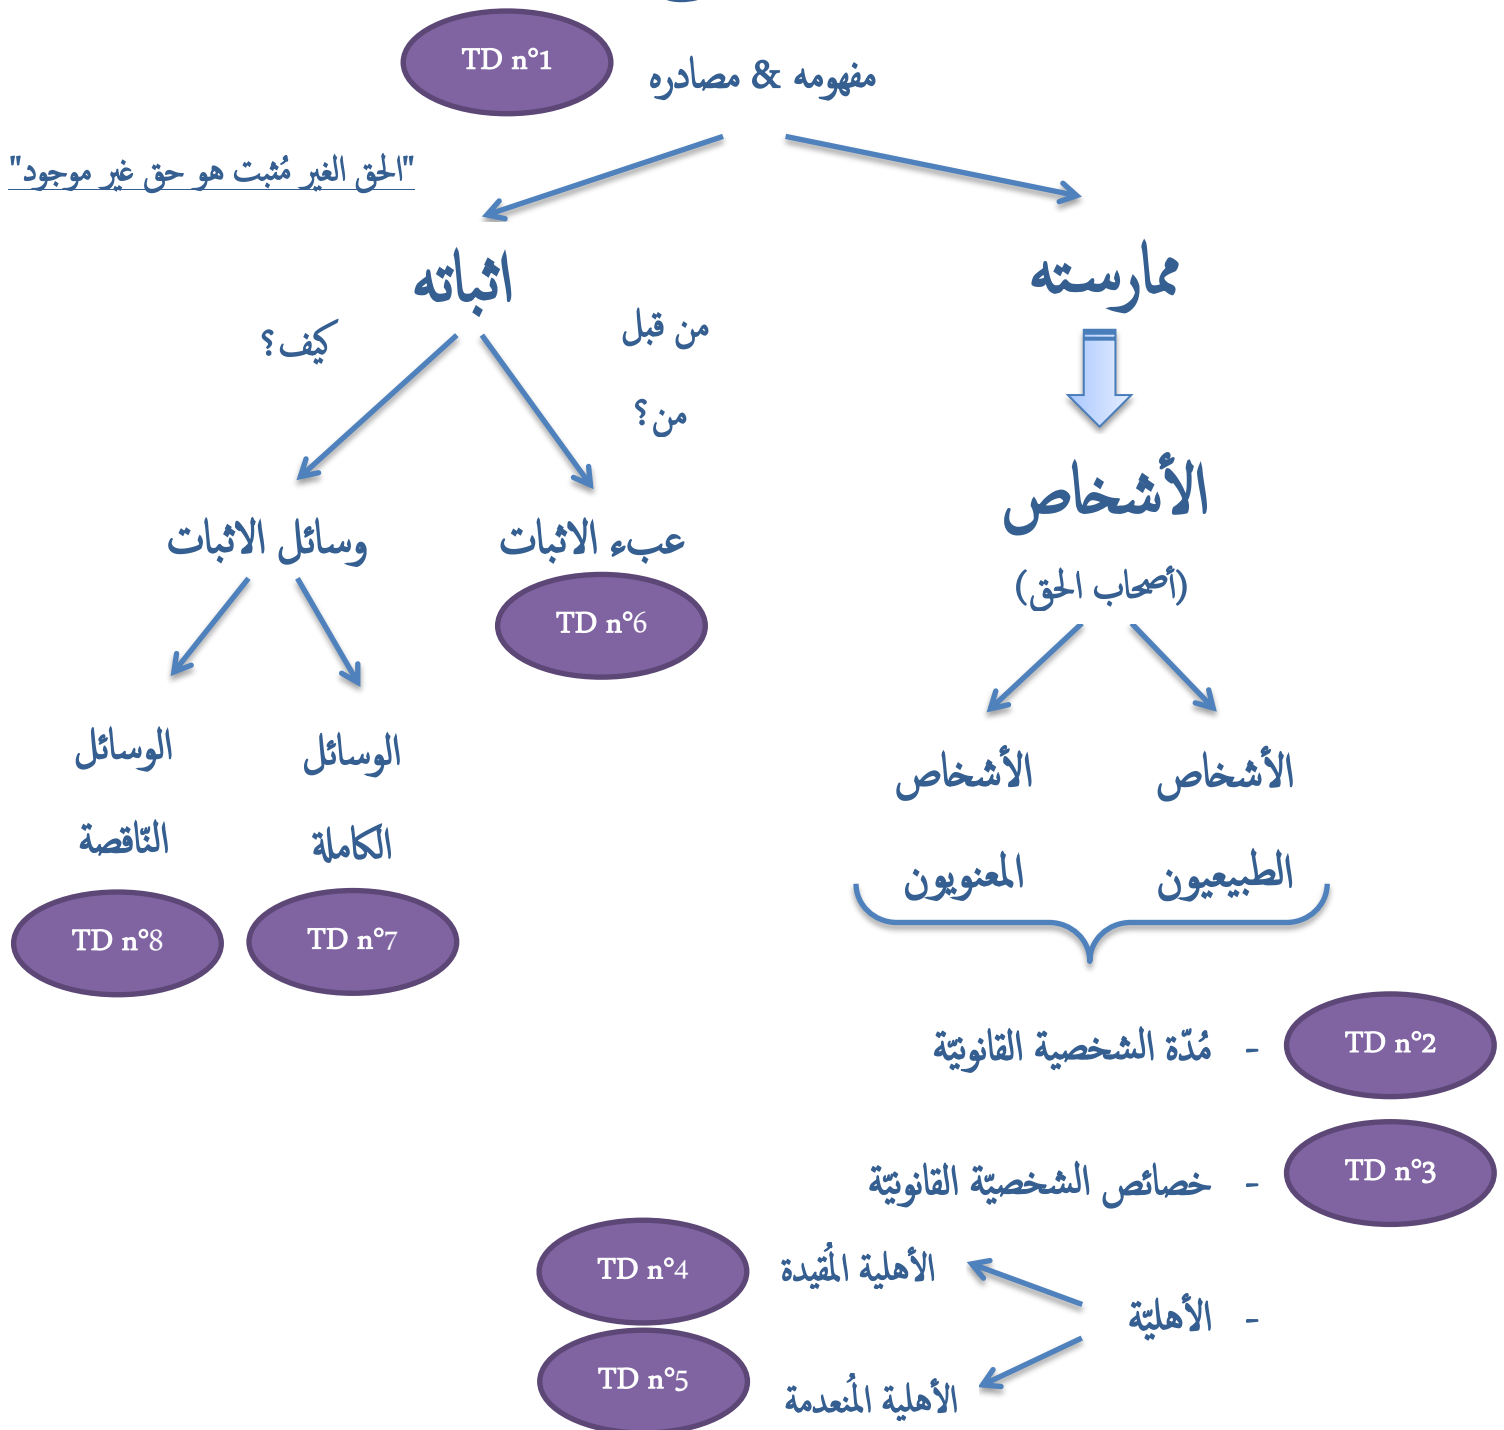 TD n°1
مفهومه & مصادره
"الحق الغير مُثبت هو حق غير موجود"
ممارسته
اثباته
من قبل
من؟
كيف؟
الأشخاص
(أصحاب الحق)
عبء الاثبات
TD n°6
وسائل الاثبات
الأشخاص
الطبيعيون
الأشخاص
المعنويون
الوسائل
الكاملة
TD n°7
الوسائل
النّاقصة
TD n°8
TD n°2
- مُدّة الشخصية القانونيّة
TD n°3
- خصائص الشخصيّة القانونيّة
- الأهليّة
الأهلية المُقيدة
TD n°4
الأهلية المُنعدمة
TD n°5